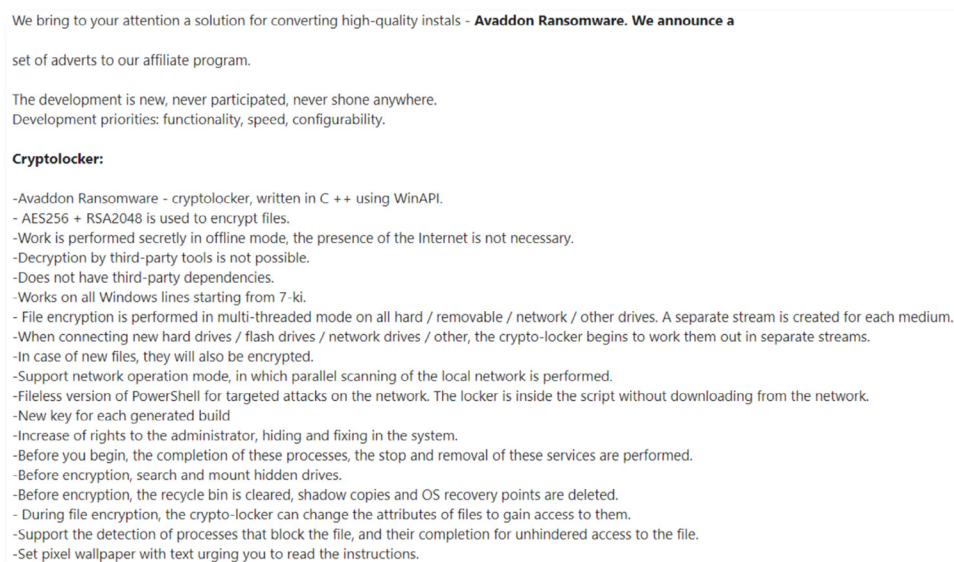 We bring to your attention a solution for converting high-quality instals - Avaddon Ransomware. We announce a
set of adverts to our affiliate program.
The development is new, never participated, never shone anywhere.
Development priorities: functionality, speed, configurability.
Cryptolocker:
-Avaddon Ransomware - cryptolocker, written in C ++ using WinAPI.
- AES256 + RSA2048 is used to encrypt files.
-Work is performed secretly in offline mode, the presence of the Internet is not necessary.
-Decryption by third-party tools is not possible.
-Does not have third-party dependencies.
-Works on all Windows lines starting from 7-ki.
- File encryption is performed in multi-threaded mode on all hard / removable / network / other drives. A separate stream is created for each medium.
-When connecting new hard drives / flash drives / network drives / other, the crypto-locker begins to work them out in separate streams.
-In case of new files, they will also be encrypted.
-Support network operation mode, in which parallel scanning of the local network is performed.
-Fileless version of PowerShell for targeted attacks on the network. The locker is inside the script without downloading from the network.
-New key for each generated build
-Increase of rights to the administrator, hiding and fixing in the system.
-Before you begin, the completion of these processes, the stop and removal of these services are performed.
-Before encryption, search and mount hidden drives.
-Before encryption, the recycle bin is cleared, shadow copies and OS recovery points are deleted.
- During file encryption, the crypto-locker can change the attributes of files to gain access to them.
-Support the detection of processes that block the file, and their completion for unhindered access to the file.
-Set pixel wallpaper with text urging you to read the instructions.